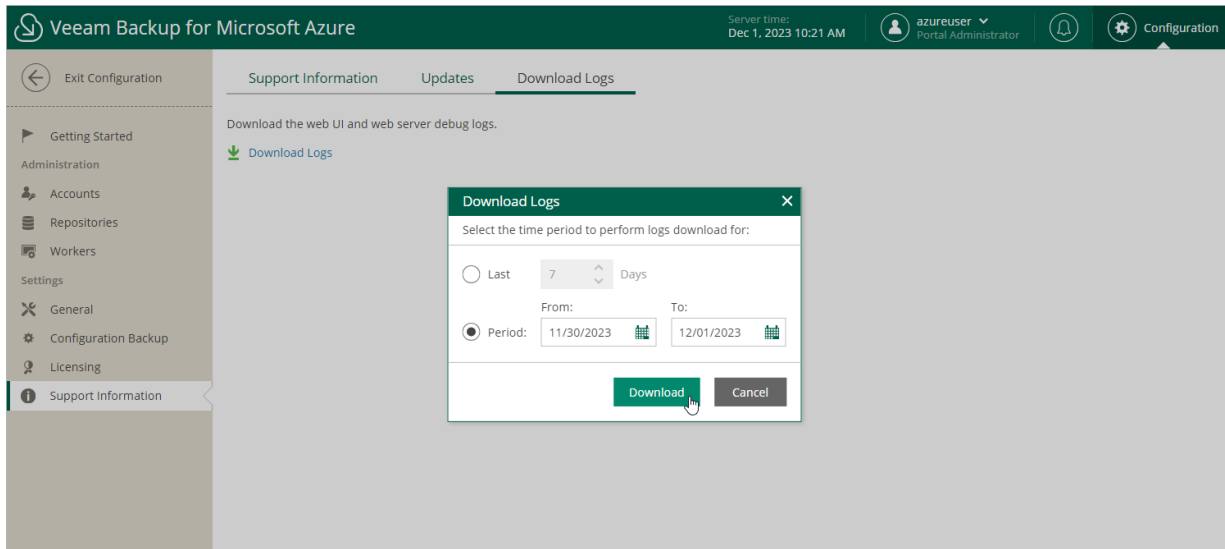 Veeam Backup for Microsoft Azure
Server time:
Dec 1, 2023 10:21 AM
azureuser
Portal Administrator
Configuration
Exit Configuration
Support Information Updates Download Logs
Download the web UI and web server debug logs.
Download Logs
Getting Started
Administration
Accounts
Repositories
Workers
Settings
General
Configuration Backup
Licensing
Support Information
Download Logs
Select the time period to perform logs download for:
Last 7 Days
From: To:
Period: 11/30/2023 12/01/2023
Download Cancel